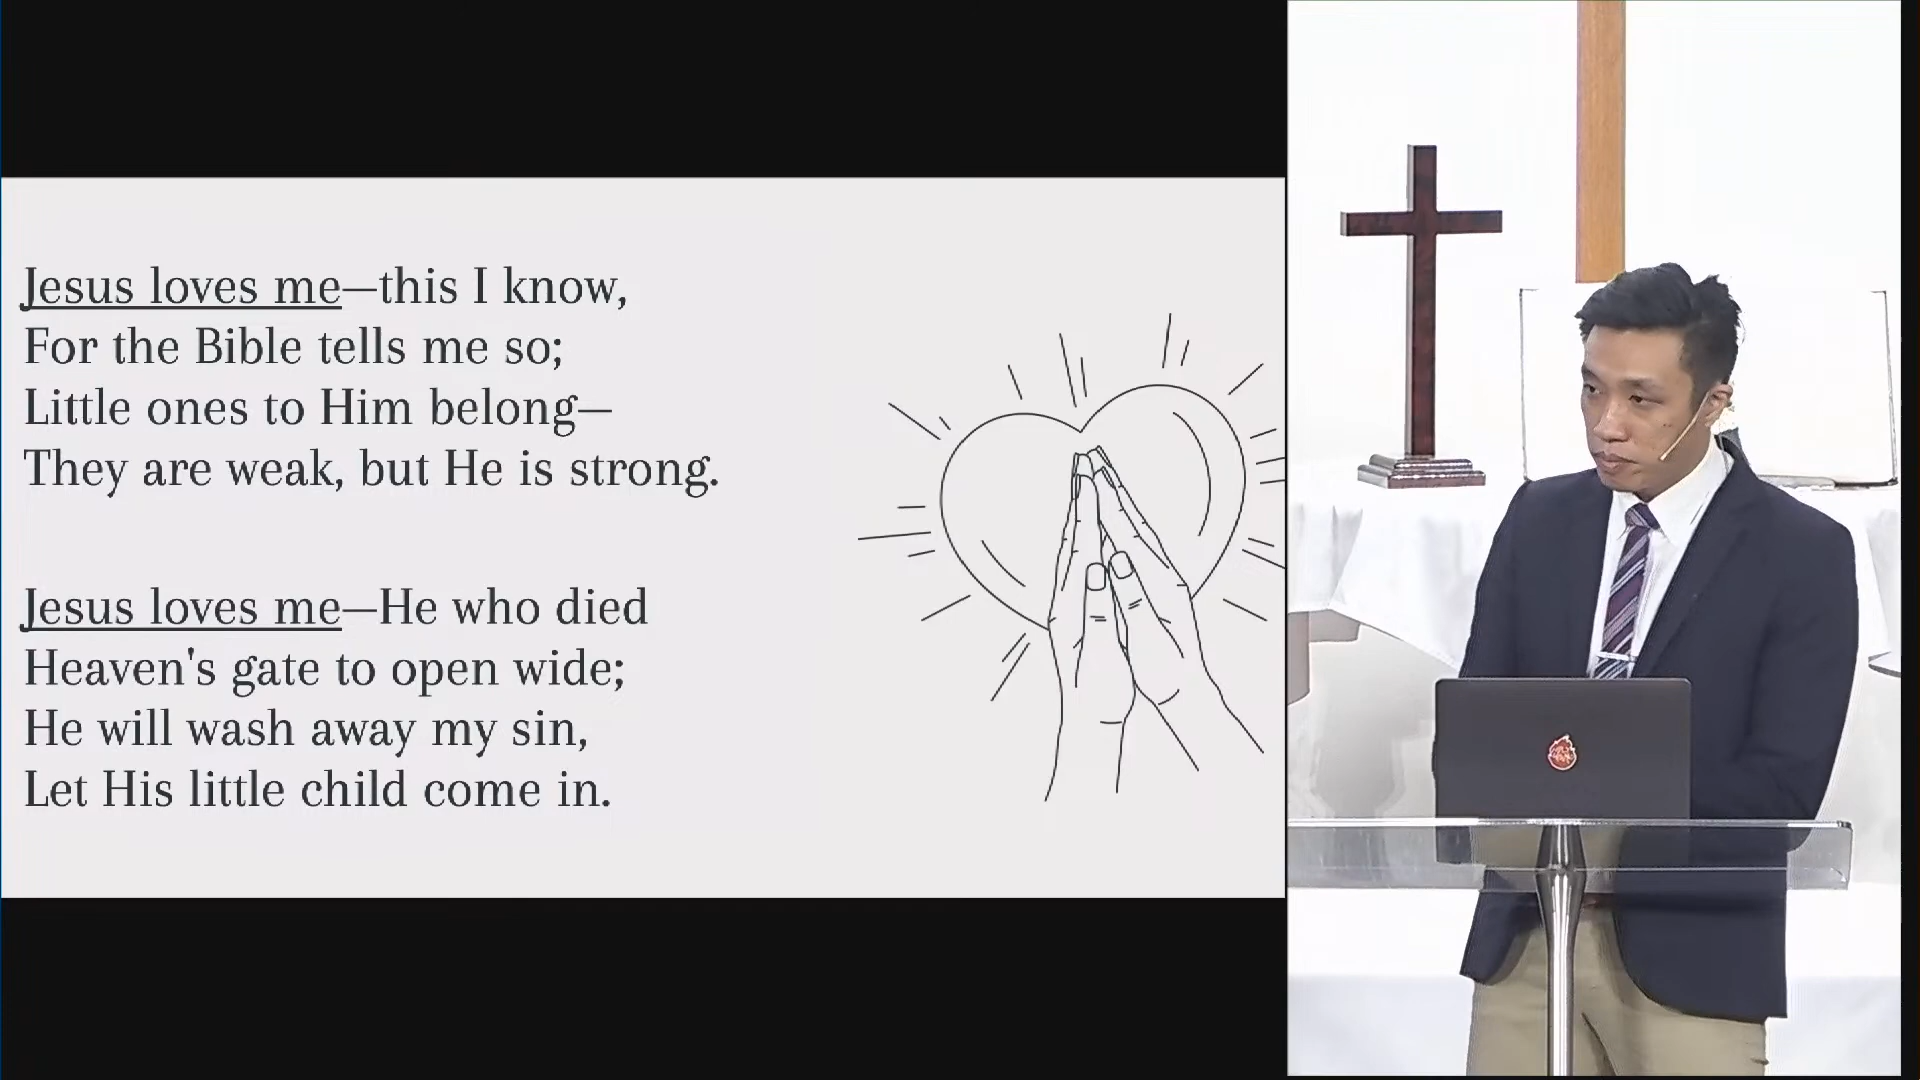 Jesus loves me—this I know,
For the Bible tells me so;
Little ones to Him belong—
They are weak, but He is strong.
Jesus loves me—He who died
Heaven's gate to open wide;
He will wash away my sin,
Let His little child come in.